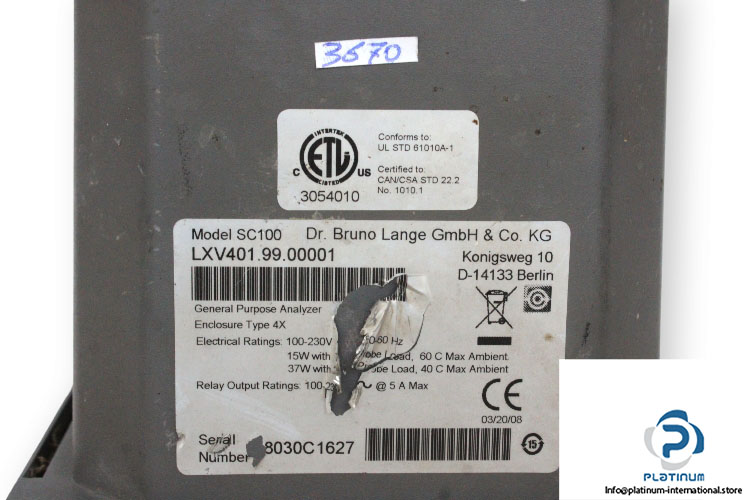 3670
INTERTEK
ETL
C US
LISTED
3054010
Conforms to:
UL STD 61010A-1
Certified to:
CAN/CSA STD 22.2
No. 1010.1
Model SC100 Dr. Bruno Lange GmbH & Co. KG
LXV401.99.00001
Konigsweg 10
D-14133 Berlin
General Purpose Analyzer
Enclosure Type 4X
Electrical Ratings: 100-230V Hz
15W with Load, 60 C Max Ambient
37W with Load, 40 C Max Ambient
Relay Output Ratings: 100- @ 5 A Max
CE
03/20/08
Serial
Number 8030C1627
15
PLATINUM
Info@platinum-international.store